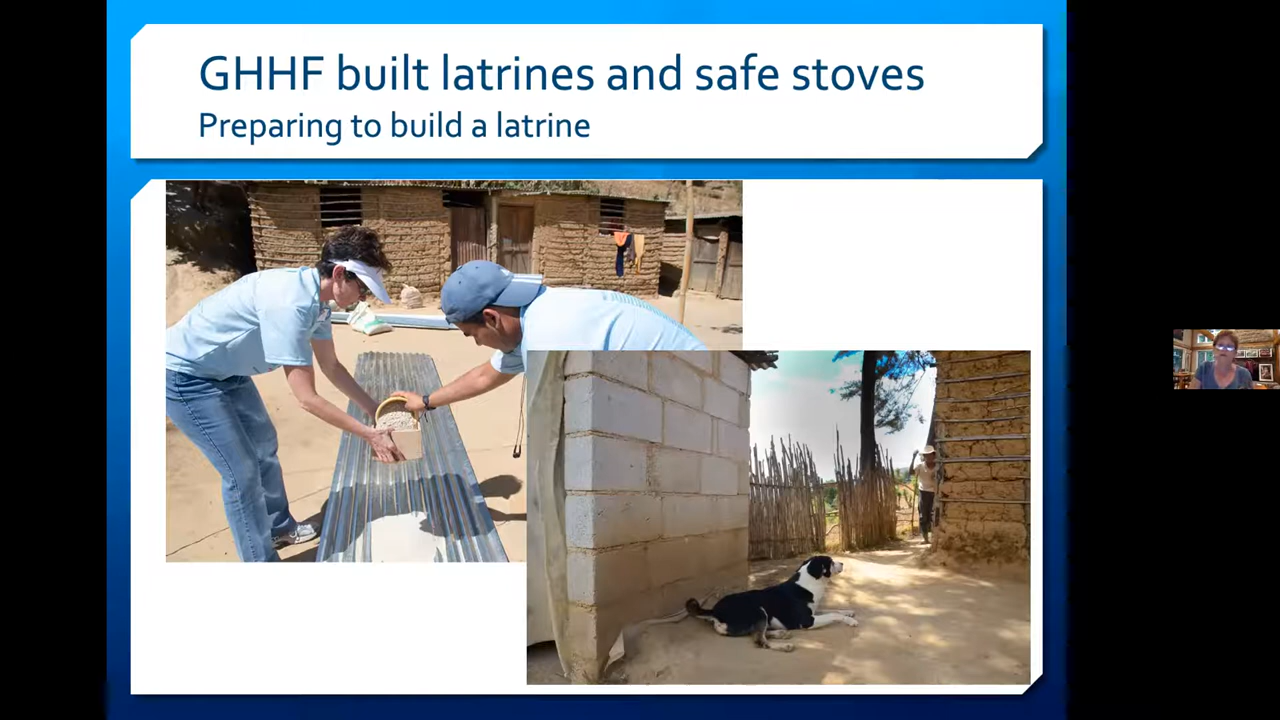 GHHF built latrines and safe stoves
Preparing to build a latrine